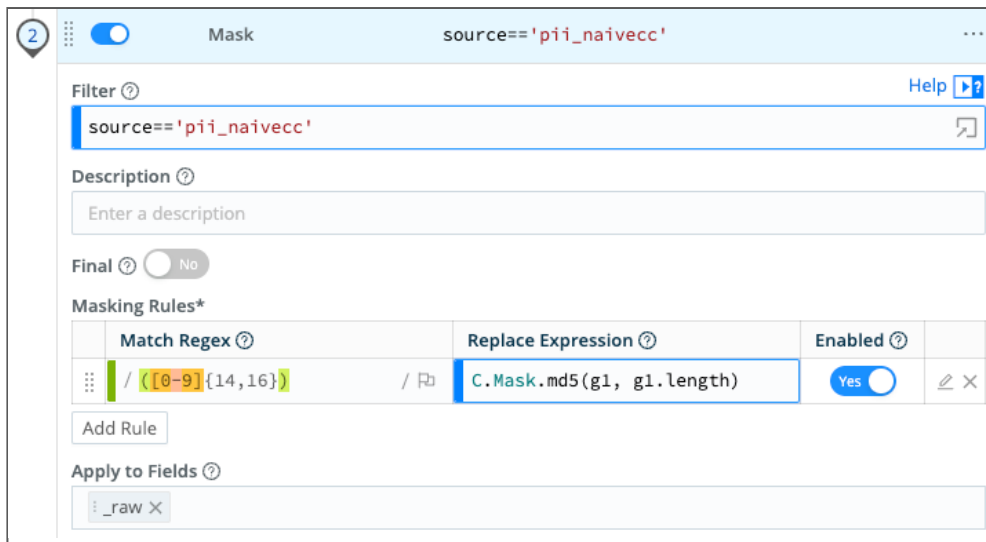 2 Mask source=='pii_naivecc' ...
Filter Help
source=='pii_naivecc'
Description
Enter a description
Final No
Masking Rules*
Match Regex Replace Expression Enabled
/ ([0-9]{14,16}) / C.Mask.md5(g1, g1.length) Yes
Add Rule
Apply to Fields
_raw